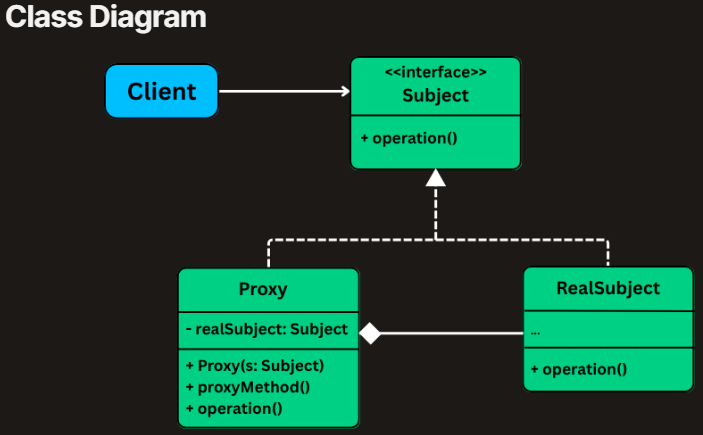 Class Diagram
Client
<<interface>>
Subject
+ operation()
Proxy
- realSubject: Subject
+ Proxy(s: Subject)
+ proxyMethod()
+ operation()
RealSubject
...
+ operation()